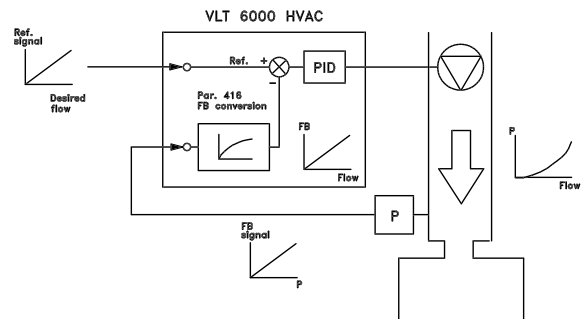 VLT 6000 HVAC
Ref.
signal
Desired
flow
Ref.
+
−
PID
Par. 416
FB conversion
FB
Flow
P
Flow
P
FB
signal
P